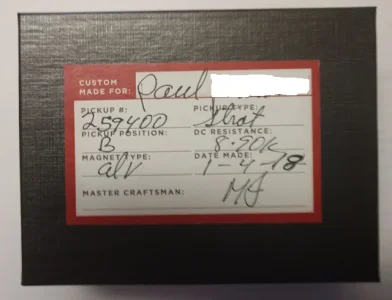 CUSTOM
MADE FOR: Paul
PICKUP #: PICKUP TYPE:
259400 Strat
PICKUP POSITION: DC RESISTANCE:
B 8.90K
MAGNET TYPE: DATE MADE:
alV 1-4-18
MASTER CRAFTSMAN: MJ